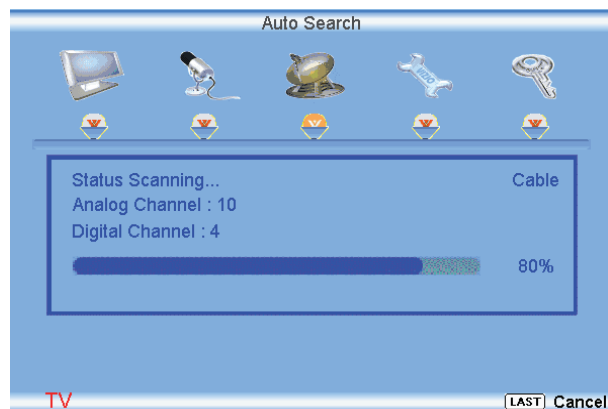 Auto Search
Status Scanning... Cable
Analog Channel : 10
Digital Channel : 4
80%
TV LAST Cancel